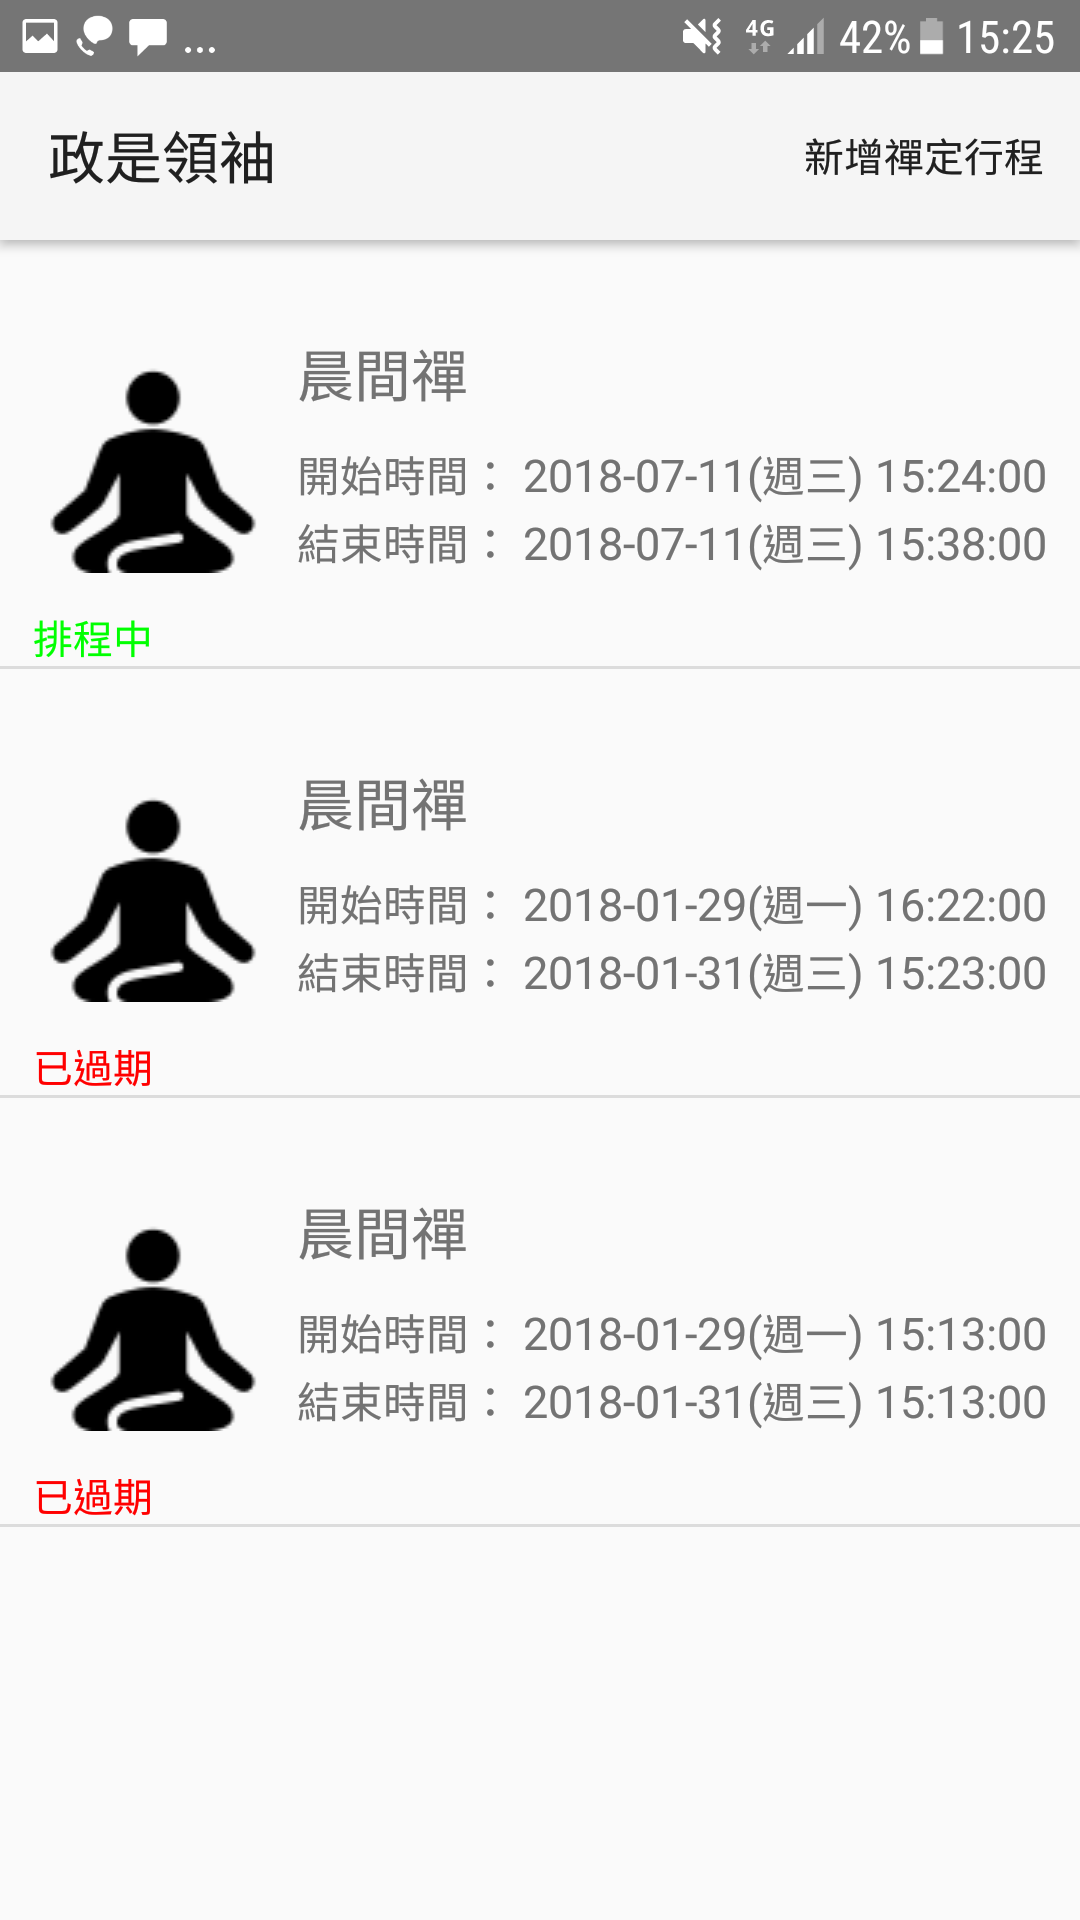 ... 4G 42% 15:25
政是領袖 新增禪定行程
晨間禪
開始時間： 2018-07-11(週三) 15:24:00
結束時間： 2018-07-11(週三) 15:38:00
排程中
晨間禪
開始時間： 2018-01-29(週一) 16:22:00
結束時間： 2018-01-31(週三) 15:23:00
已過期
晨間禪
開始時間： 2018-01-29(週一) 15:13:00
結束時間： 2018-01-31(週三) 15:13:00
已過期